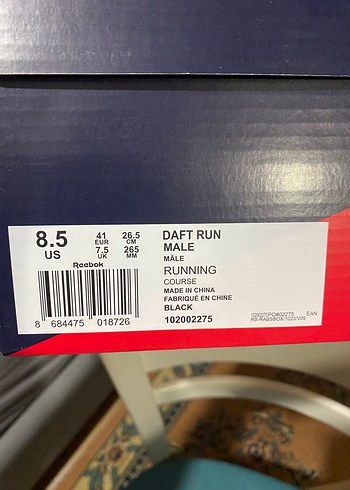 8.5
US
41
EUR
26.5
CM
7.5
UK
265
MM
Reebok
8 684475 018726
DAFT RUN
MALE
MÂLE
RUNNING
COURSE
MADE IN CHINA
FABRIQUÉ EN CHINE
BLACK
102002275
EAN